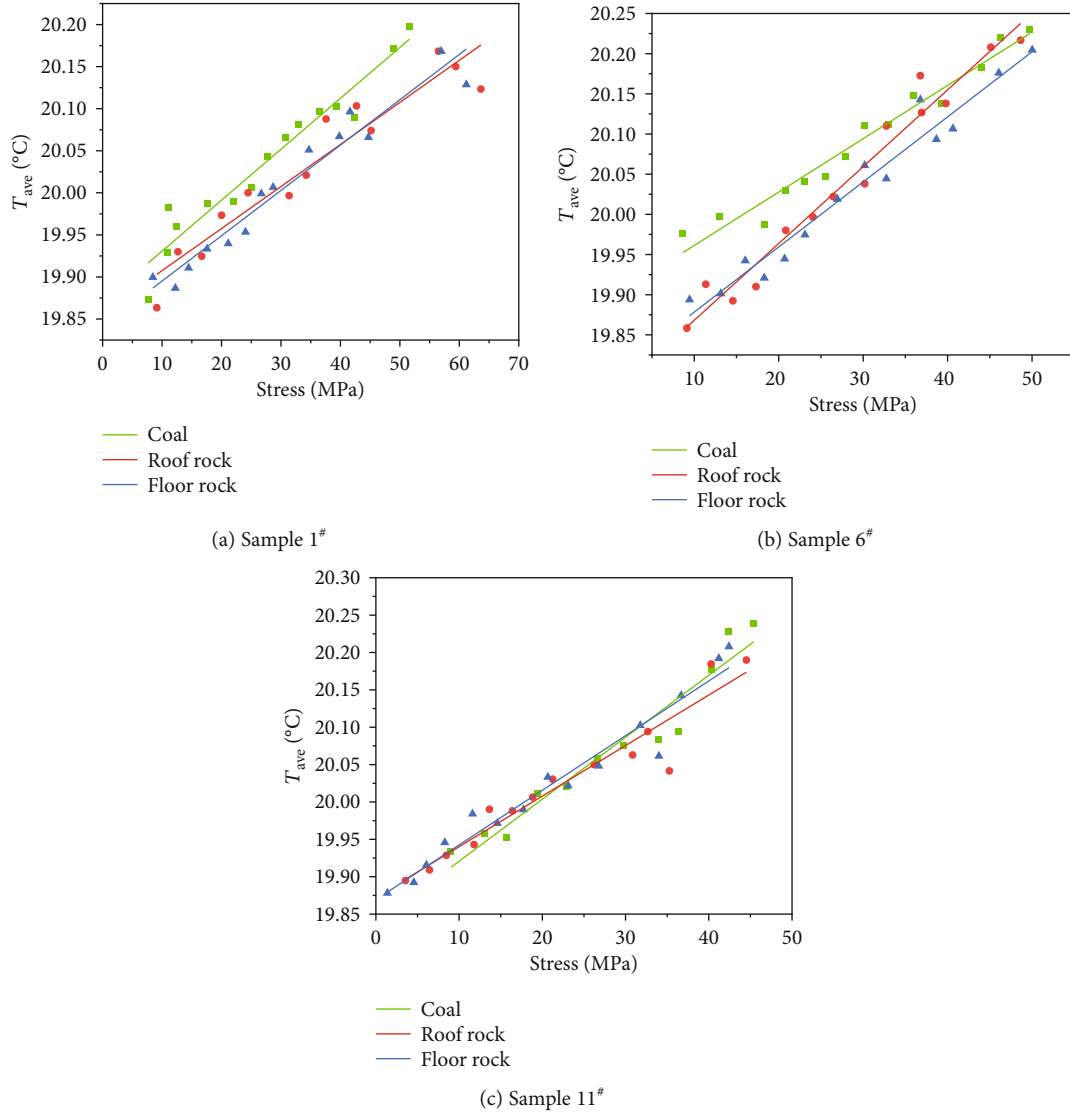 20.20
20.15
20.10
20.05
20.00
19.95
19.90
19.85
T_ave (°C)
0 10 20 30 40 50 60 70
Stress (MPa)
Coal
Roof rock
Floor rock
(a) Sample 1#
20.25
20.20
20.15
20.10
20.05
20.00
19.95
19.90
19.85
T_ave (°C)
10 20 30 40 50
Stress (MPa)
Coal
Roof rock
Floor rock
(b) Sample 6#
20.30
20.25
20.20
20.15
20.10
20.05
20.00
19.95
19.90
19.85
T_ave (°C)
0 10 20 30 40 50
Stress (MPa)
Coal
Roof rock
Floor rock
(c) Sample 11#